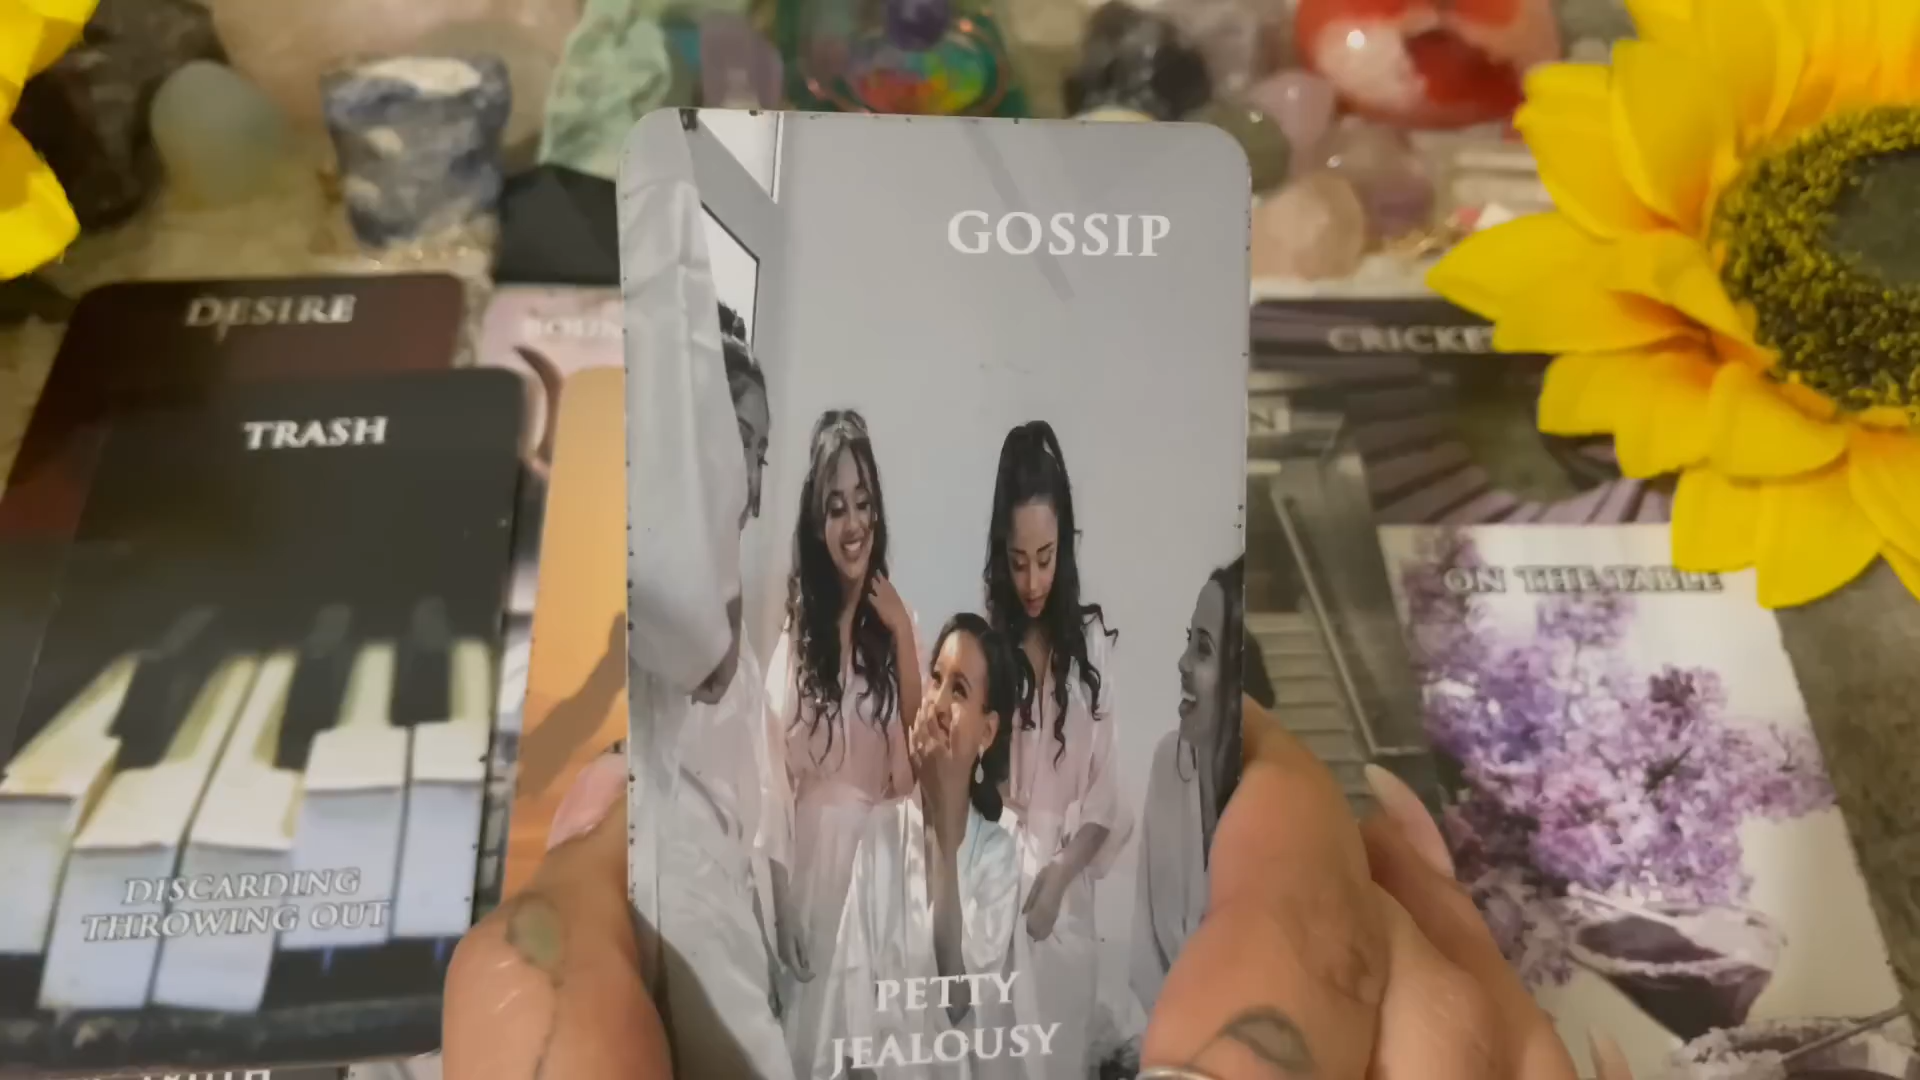 GOSSIP
DESIRE
TRASH
ON THE TABLE
DISCARDING
THROWING OUT
PETTY
JEALOUSY